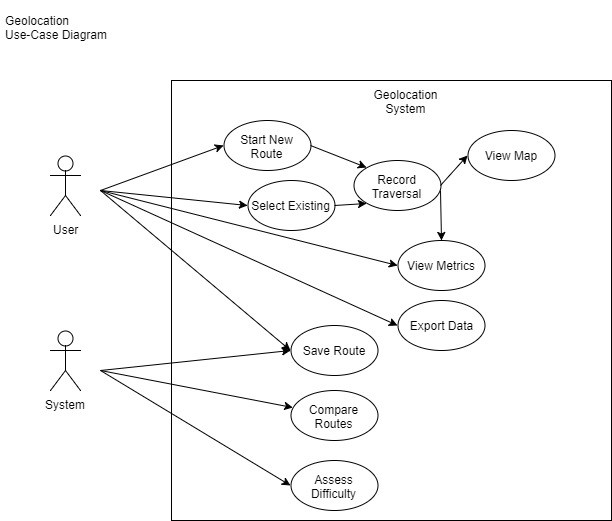 Geolocation
Use-Case Diagram
Geolocation
System
Start New
Route
View Map
Record
Traversal
Select Existing
User
View Metrics
Export Data
Save Route
System
Compare
Routes
Assess
Difficulty